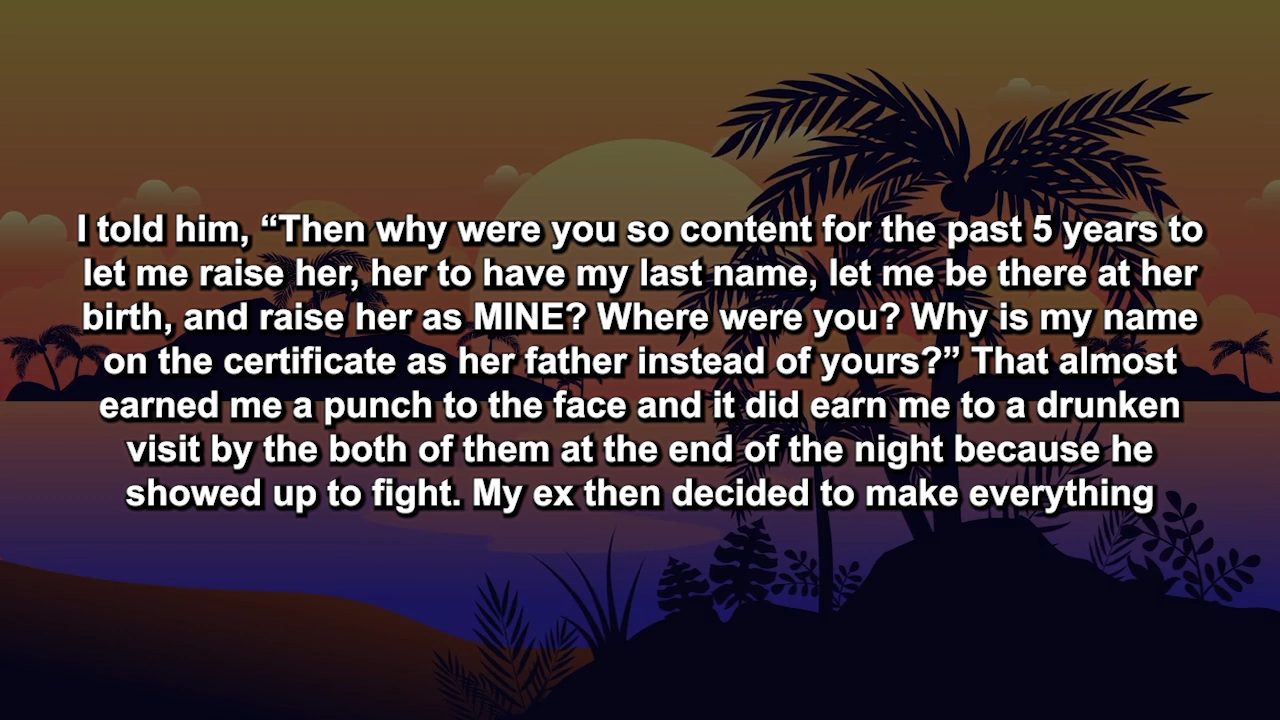 I told him, “Then why were you so content for the past 5 years to
let me raise her, her to have my last name, let me be there at her
birth, and raise her as MINE? Where were you? Why is my name
on the certificate as her father instead of yours?” That almost
earned me a punch to the face and it did earn me to a drunken
visit by the both of them at the end of the night because he
showed up to fight. My ex then decided to make everything